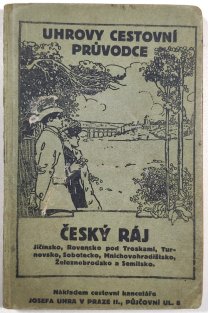 UHROVY CESTOVNÍ
PRŮVODCE
ČESKÝ RÁJ
Jičínsko, Rovensko pod Troskami, Tur-
novsko, Sobotecko, Mnichovohradištsko,
Železnobrodsko a Semilsko.
Nákladem cestovní kanceláře
JOSEFA UHRA V PRAZE II., PŮJČOVNÍ UL. 8